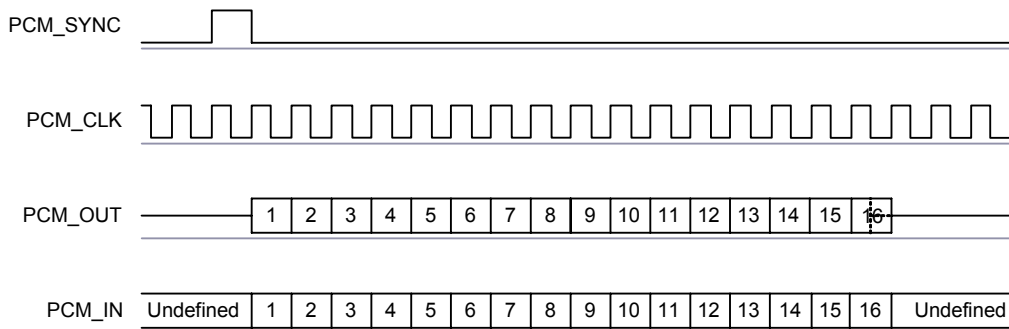 PCM_SYNC
PCM_CLK
PCM_OUT 1 2 3 4 5 6 7 8 9 10 11 12 13 14 15 16
PCM_IN Undefined 1 2 3 4 5 6 7 8 9 10 11 12 13 14 15 16 Undefined